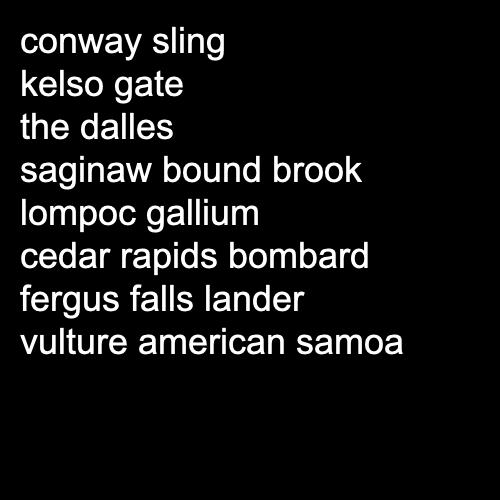 conway sling
kelso gate
the dalles
saginaw bound brook
lompoc gallium
cedar rapids bombard
fergus falls lander
vulture american samoa